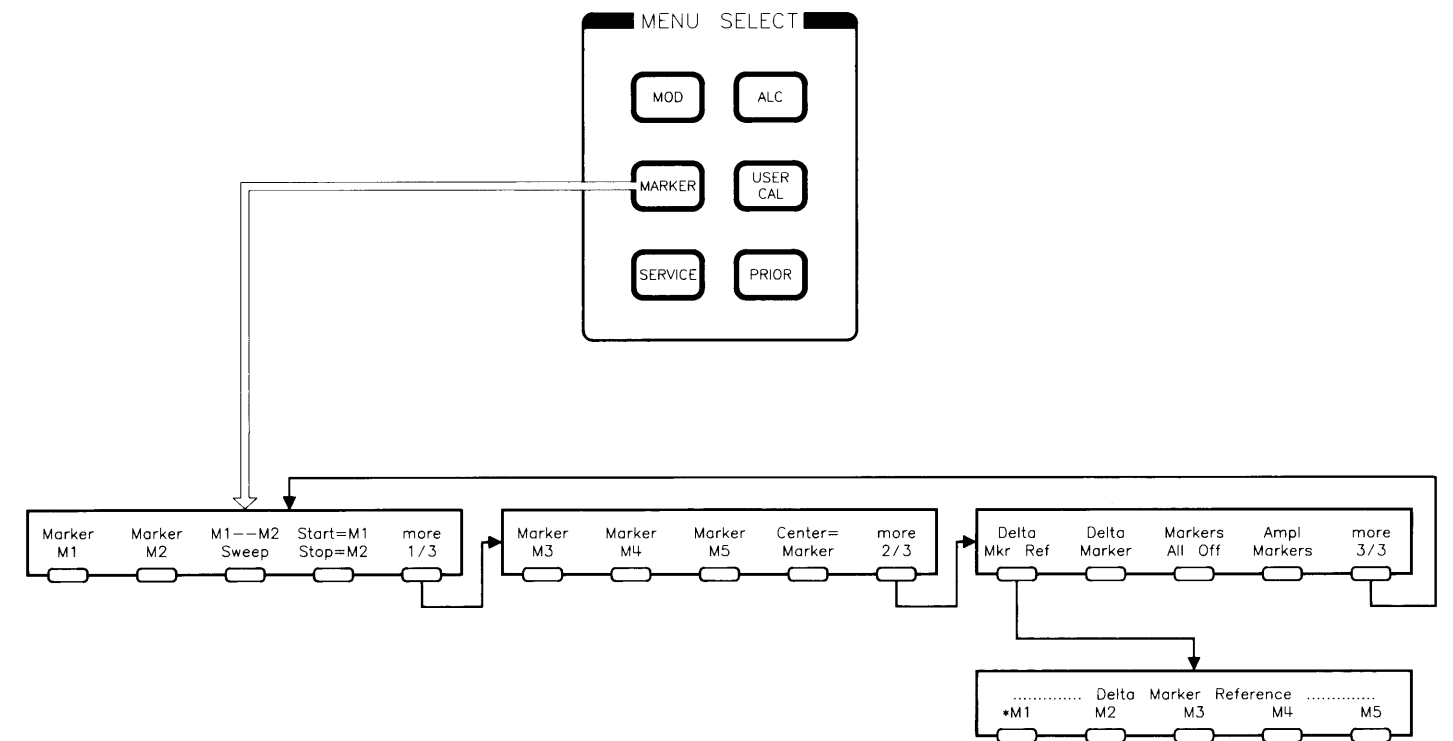 MENU SELECT
MOD
ALC
MARKER
USER
CAL
SERVICE
PRIOR
Marker
M1
Marker
M2
M1--M2
Sweep
Start=M1
Stop=M2
more
1/3
Marker
M3
Marker
M4
Marker
M5
Center=
Marker
more
2/3
Delta
Mkr Ref
Delta
Marker
Markers
All Off
Ampl
Markers
more
3/3
.............. Delta Marker Reference ..............
*M1 M2 M3 M4 M5